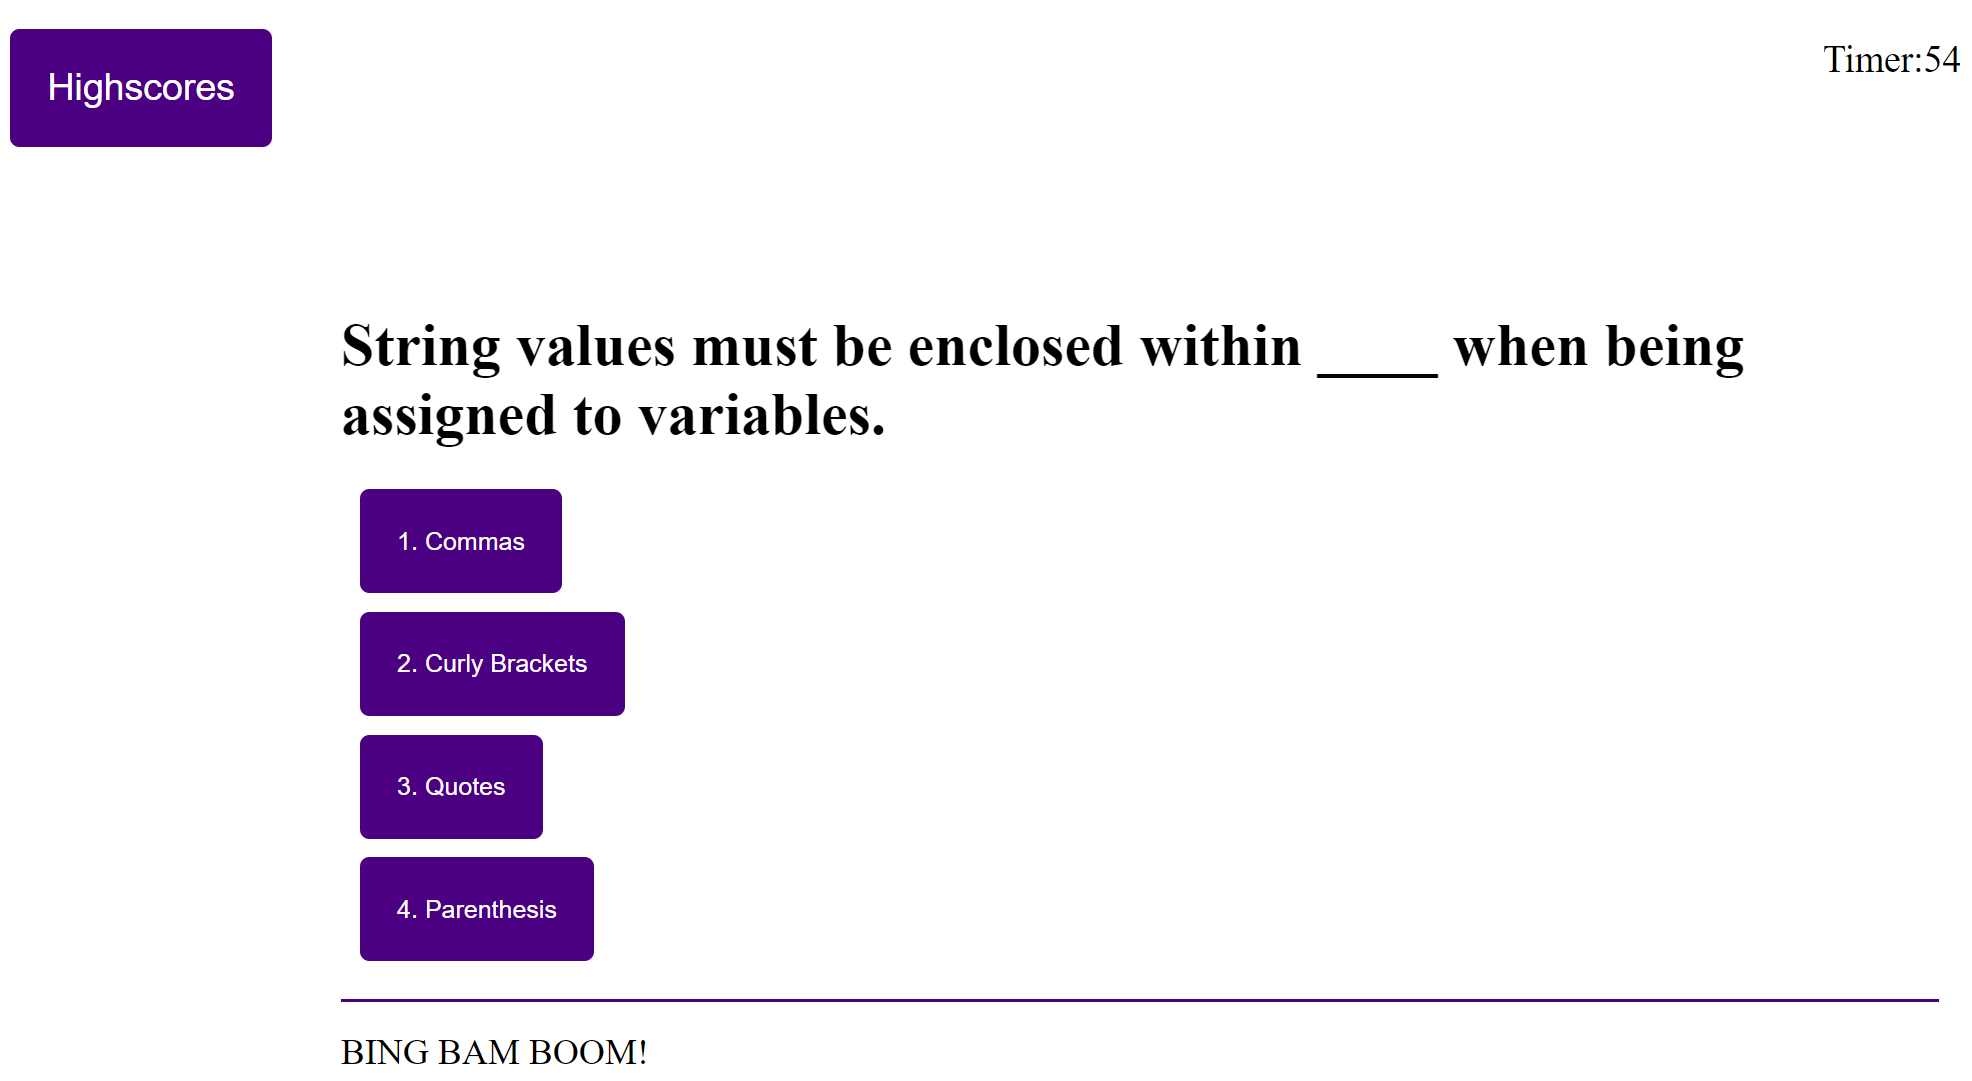 Highscores
Timer:54
String values must be enclosed within ____ when being
assigned to variables.
1. Commas
2. Curly Brackets
3. Quotes
4. Parenthesis
BING BAM BOOM!